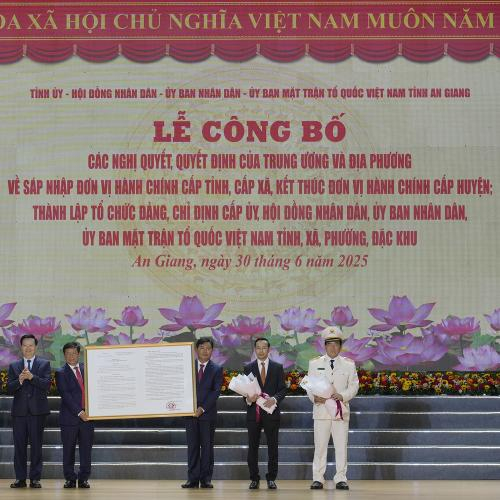 OA XÃ HỘI CHỦ NGHĨA VIỆT NAM MUÔN NĂM
TỈNH ỦY - HỘI ĐỒNG NHÂN DÂN - ỦY BAN NHÂN DÂN - ỦY BAN MẶT TRẬN TỔ QUỐC VIỆT NAM TỈNH AN GIANG
LỄ CÔNG BỐ
CÁC NGHỊ QUYẾT, QUYẾT ĐỊNH CỦA TRUNG ƯƠNG VÀ ĐỊA PHƯƠNG
VỀ SÁP NHẬP ĐƠN VỊ HÀNH CHÍNH CẤP TỈNH, CẤP XÃ, KẾT THÚC ĐƠN VỊ HÀNH CHÍNH CẤP HUYỆN;
THÀNH LẬP TỔ CHỨC ĐẢNG, CHỈ ĐỊNH CẤP ỦY, HỘI ĐỒNG NHÂN DÂN, ỦY BAN NHÂN DÂN,
ỦY BAN MẶT TRẬN TỔ QUỐC VIỆT NAM TỈNH, XÃ, PHƯỜNG, ĐẶC KHU
An Giang, ngày 30 tháng 6 năm 2025